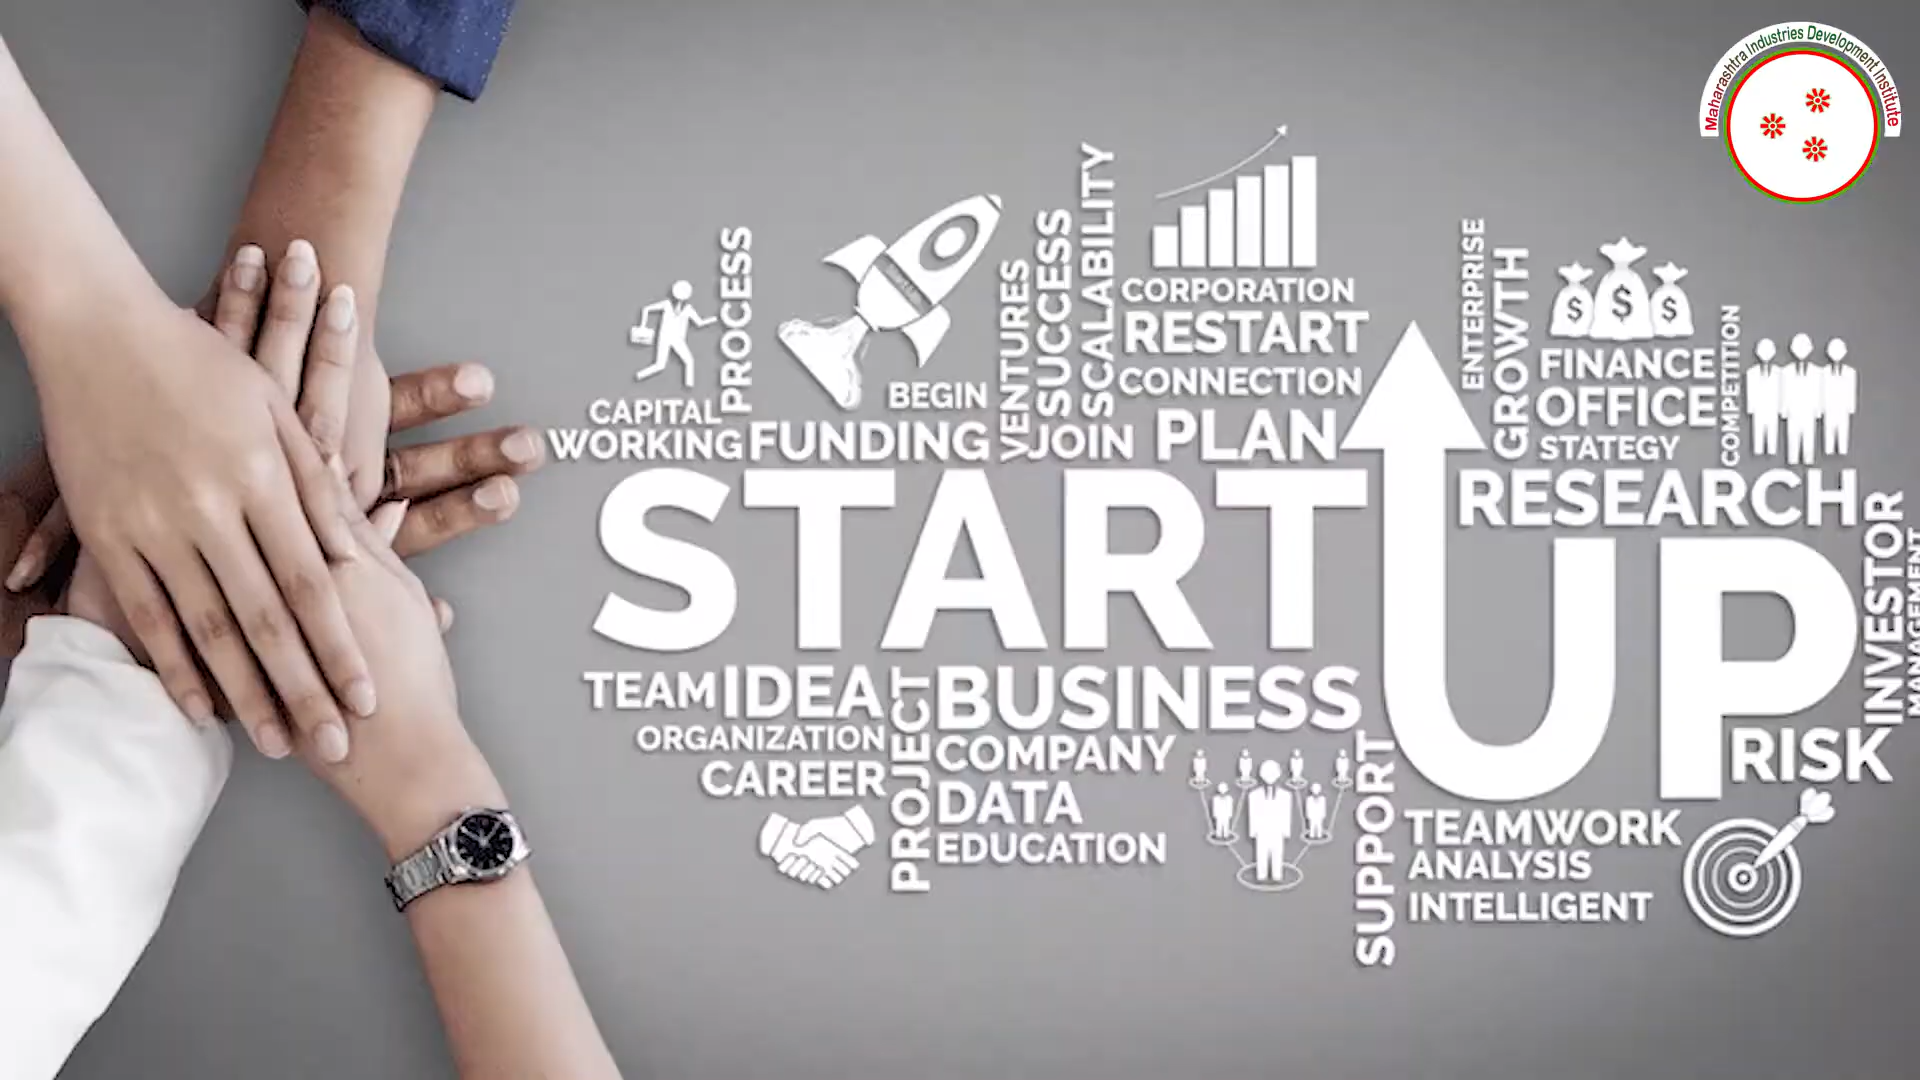 Maharashtra Industries Development Institute
PROCESS
CAPITAL
WORKING
FUNDING
BEGIN
VENTURES
SUCCESS
SCALABILITY
JOIN
CORPORATION
RESTART
CONNECTION
PLAN
ENTERPRISE
GROWTH
FINANCE
OFFICE
STATEGY
COMPETITION
RESEARCH
START UP
INVESTOR
MANAGEMENT
TEAM
IDEA
ORGANIZATION
CAREER
PROJECT
BUSINESS
COMPANY
DATA
EDUCATION
SUPPORT
RISK
TEAMWORK
ANALYSIS
INTELLIGENT